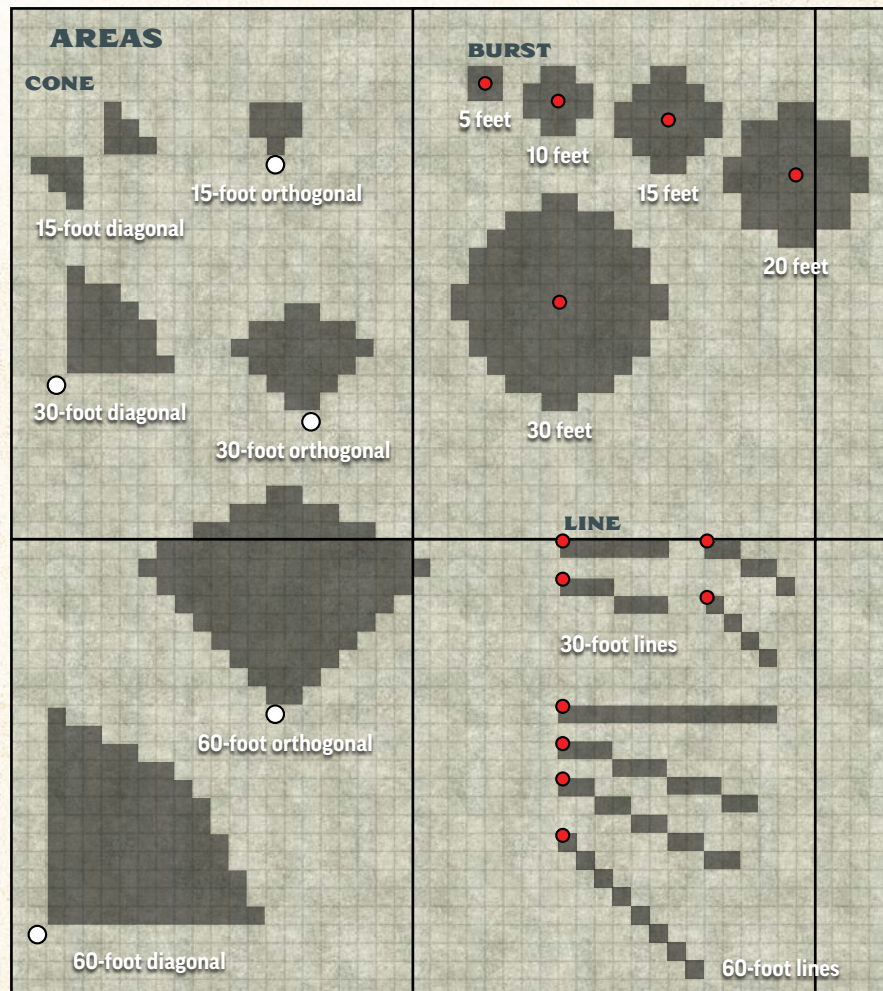 AREAS
CONE
15-foot diagonal
15-foot orthogonal
30-foot diagonal
30-foot orthogonal
60-foot orthogonal
60-foot diagonal
BURST
5 feet
10 feet
15 feet
20 feet
30 feet
LINE
30-foot lines
60-foot lines